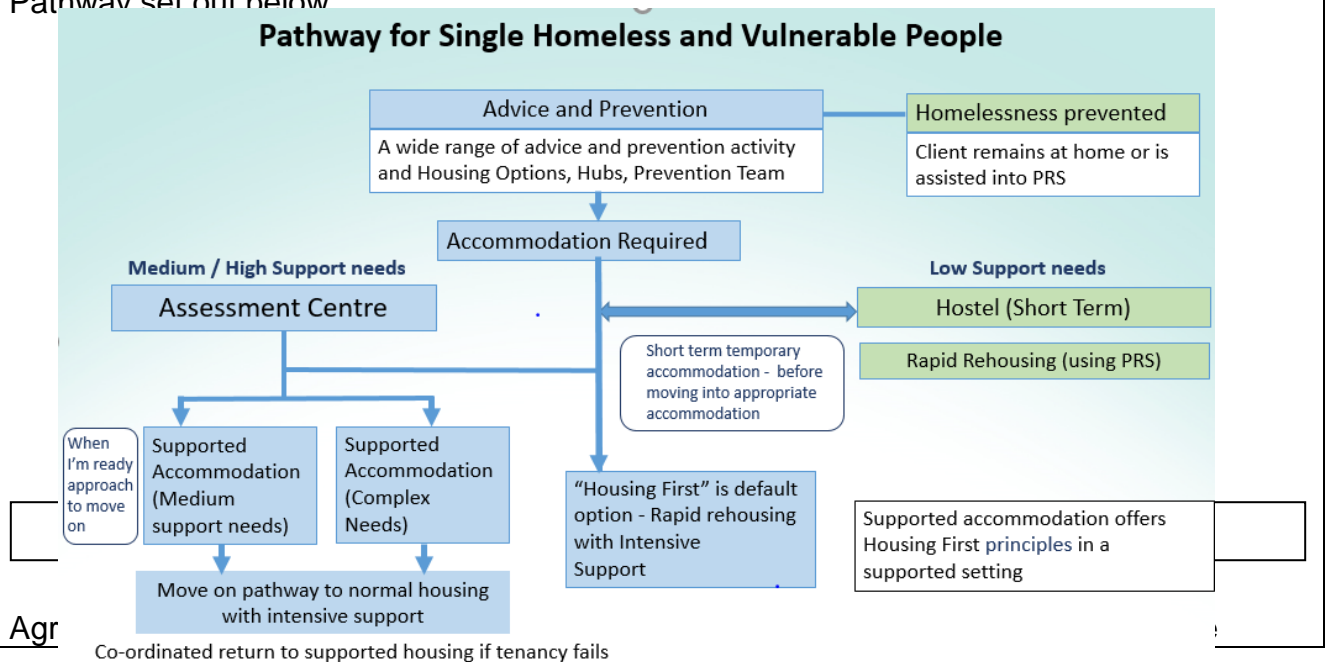 Pathway set out below
Pathway for Single Homeless and Vulnerable People
Advice and Prevention
A wide range of advice and prevention activity
and Housing Options, Hubs, Prevention Team
Homelessness prevented
Client remains at home or is
assisted into PRS
Accommodation Required
Medium / High Support needs
Assessment Centre
Low Support needs
Hostel (Short Term)
Rapid Rehousing (using PRS)
Short term temporary
accommodation - before
moving into appropriate
accommodation
When
I'm ready
approach
to move
on
Supported
Accommodation
(Medium
support needs)
Supported
Accommodation
(Complex
Needs)
“Housing First” is default
option - Rapid rehousing
with Intensive
Support
Supported accommodation offers
Housing First principles in a
supported setting
Move on pathway to normal housing
with intensive support
Agr
Co-ordinated return to supported housing if tenancy fails